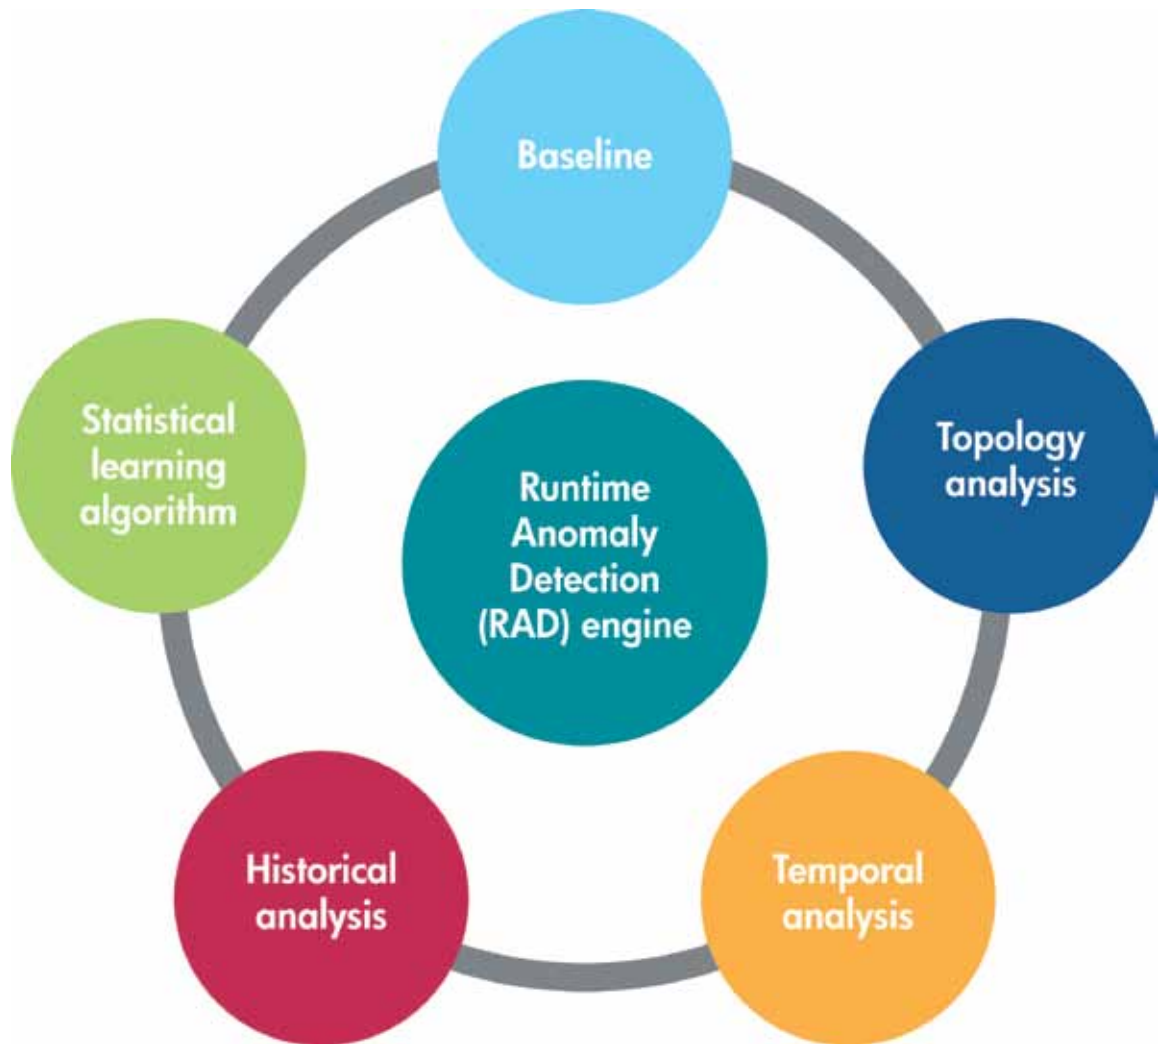 Baseline
Statistical
learning
algorithm
Topology
analysis
Runtime
Anomaly
Detection
(RAD) engine
Historical
analysis
Temporal
analysis